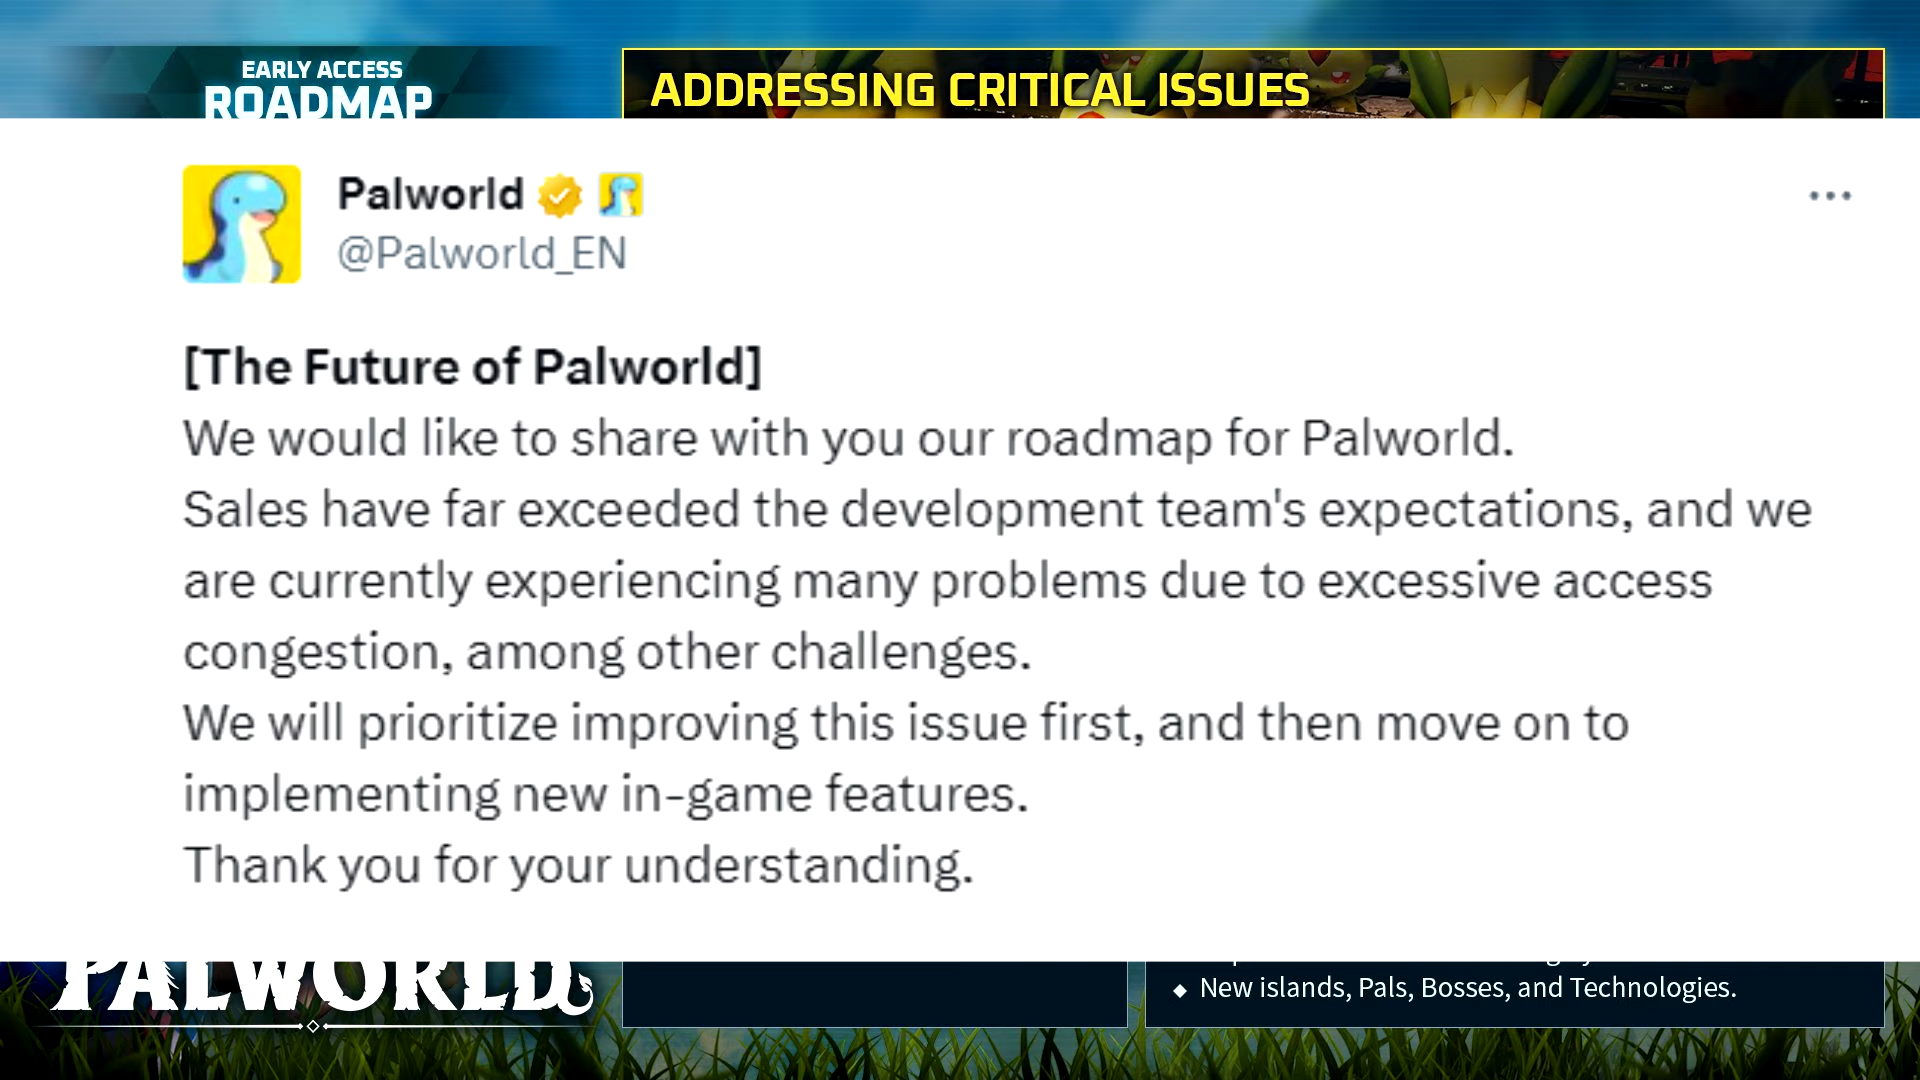 EARLY ACCESS
ROADMAP
ADDRESSING CRITICAL ISSUES
Palworld
@Palworld_EN
[The Future of Palworld]
We would like to share with you our roadmap for Palworld.
Sales have far exceeded the development team's expectations, and we
are currently experiencing many problems due to excessive access
congestion, among other challenges.
We will prioritize improving this issue first, and then move on to
implementing new in-game features.
Thank you for your understanding.
PALWORLD
◆ New islands, Pals, Bosses, and Technologies.